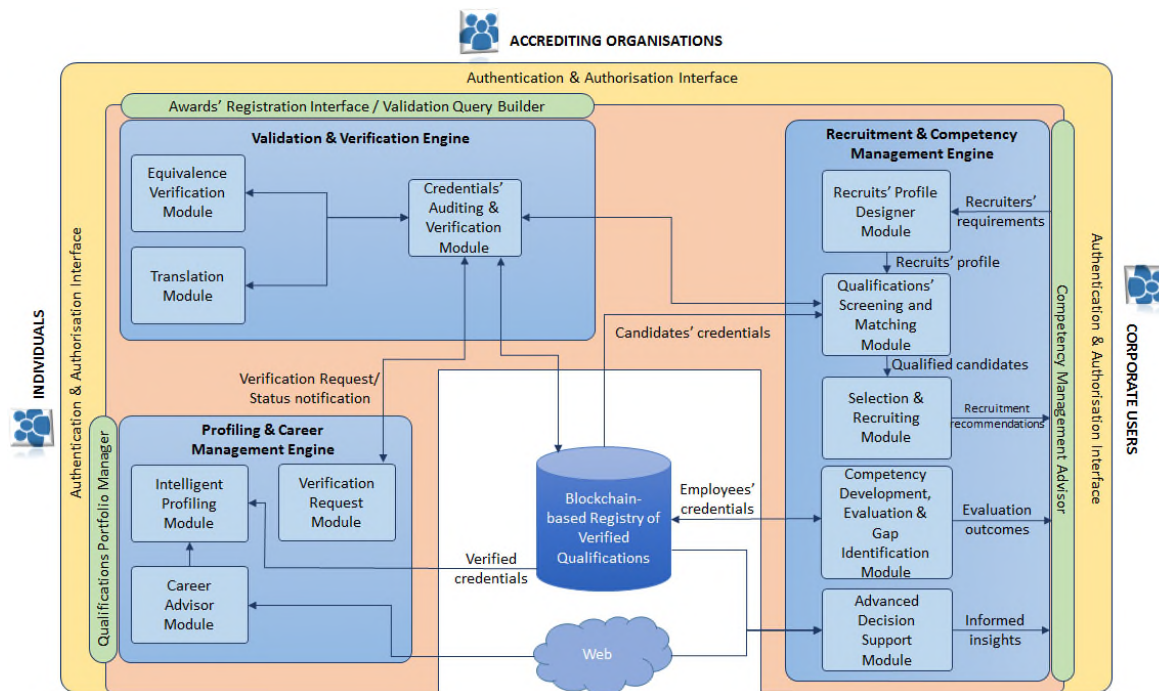 ACCREDITING ORGANISATIONS
Authentication & Authorisation Interface
Awards' Registration Interface / Validation Query Builder
Validation & Verification Engine
Equivalence
Verification
Module
Translation
Module
Credentials'
Auditing &
Verification
Module
Recruitment & Competency
Management Engine
Recruits' Profile
Designer
Module
Recruiters'
requirements
Recruits' profile
Qualifications'
Screening and
Matching
Module
Candidates' credentials
Qualified candidates
Selection &
Recruiting
Module
Recruitment
recommendations
Competency
Development,
Evaluation &
Gap
Identification
Module
Evaluation
outcomes
Advanced
Decision
Support
Module
Informed
insights
Competency Management Advisor
Authentication & Authorisation Interface
CORPORATE USERS
INDIVIDUALS
Authentication & Authorisation Interface
Qualifications Portfolio Manager
Verification Request/
Status notification
Profiling & Career
Management Engine
Intelligent
Profiling
Module
Verification
Request
Module
Career
Advisor
Module
Verified
credentials
Blockchain-
based Registry of
Verified
Qualifications
Employees'
credentials
Web